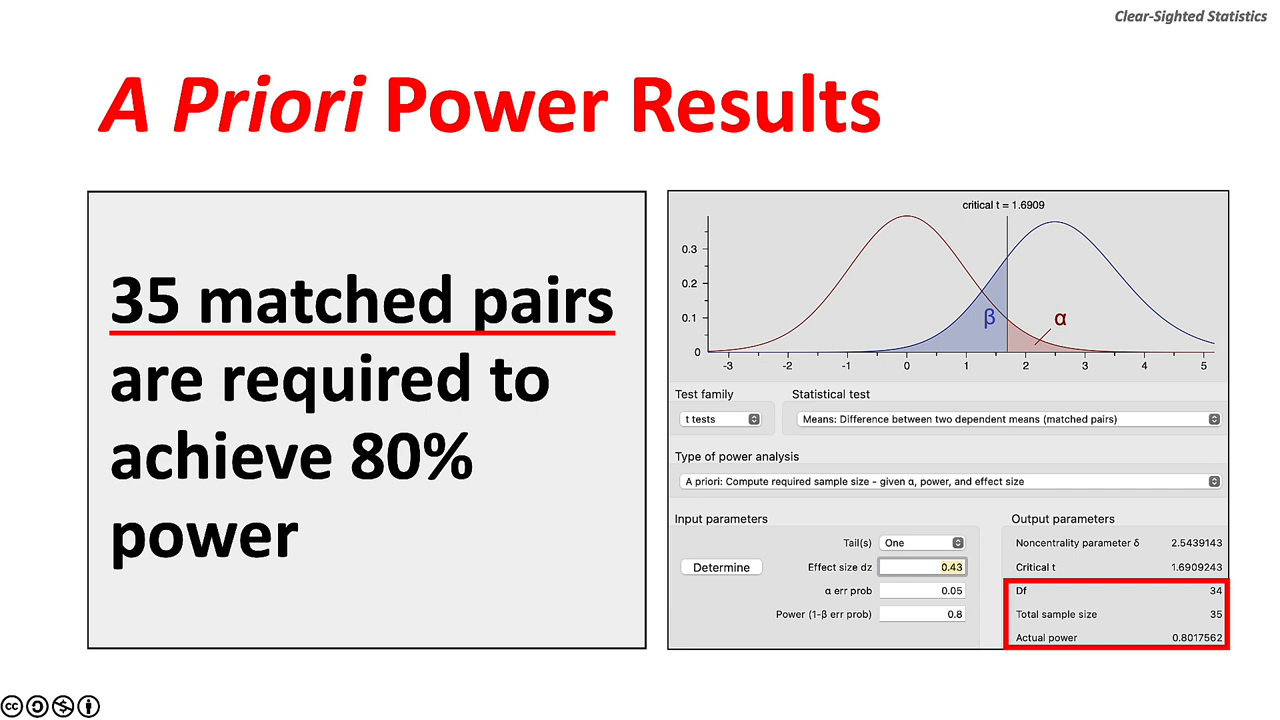 Clear-Sighted Statistics
A Priori Power Results
35 matched pairs
are required to
achieve 80%
power
critical t = 1.6909
0.3
0.2
0.1
0
β
α
-3 -2 -1 0 1 2 3 4 5
Test family
Statistical test
t tests
Means: Difference between two dependent means (matched pairs)
Type of power analysis
A priori: Compute required sample size - given α, power, and effect size
Input parameters
Tail(s) One
Determine
Effect size dz 0.43
α err prob 0.05
Power (1-β err prob) 0.8
Output parameters
Noncentrality parameter δ 2.5439143
Critical t 1.6909243
Df 34
Total sample size 35
Actual power 0.8017562
cc